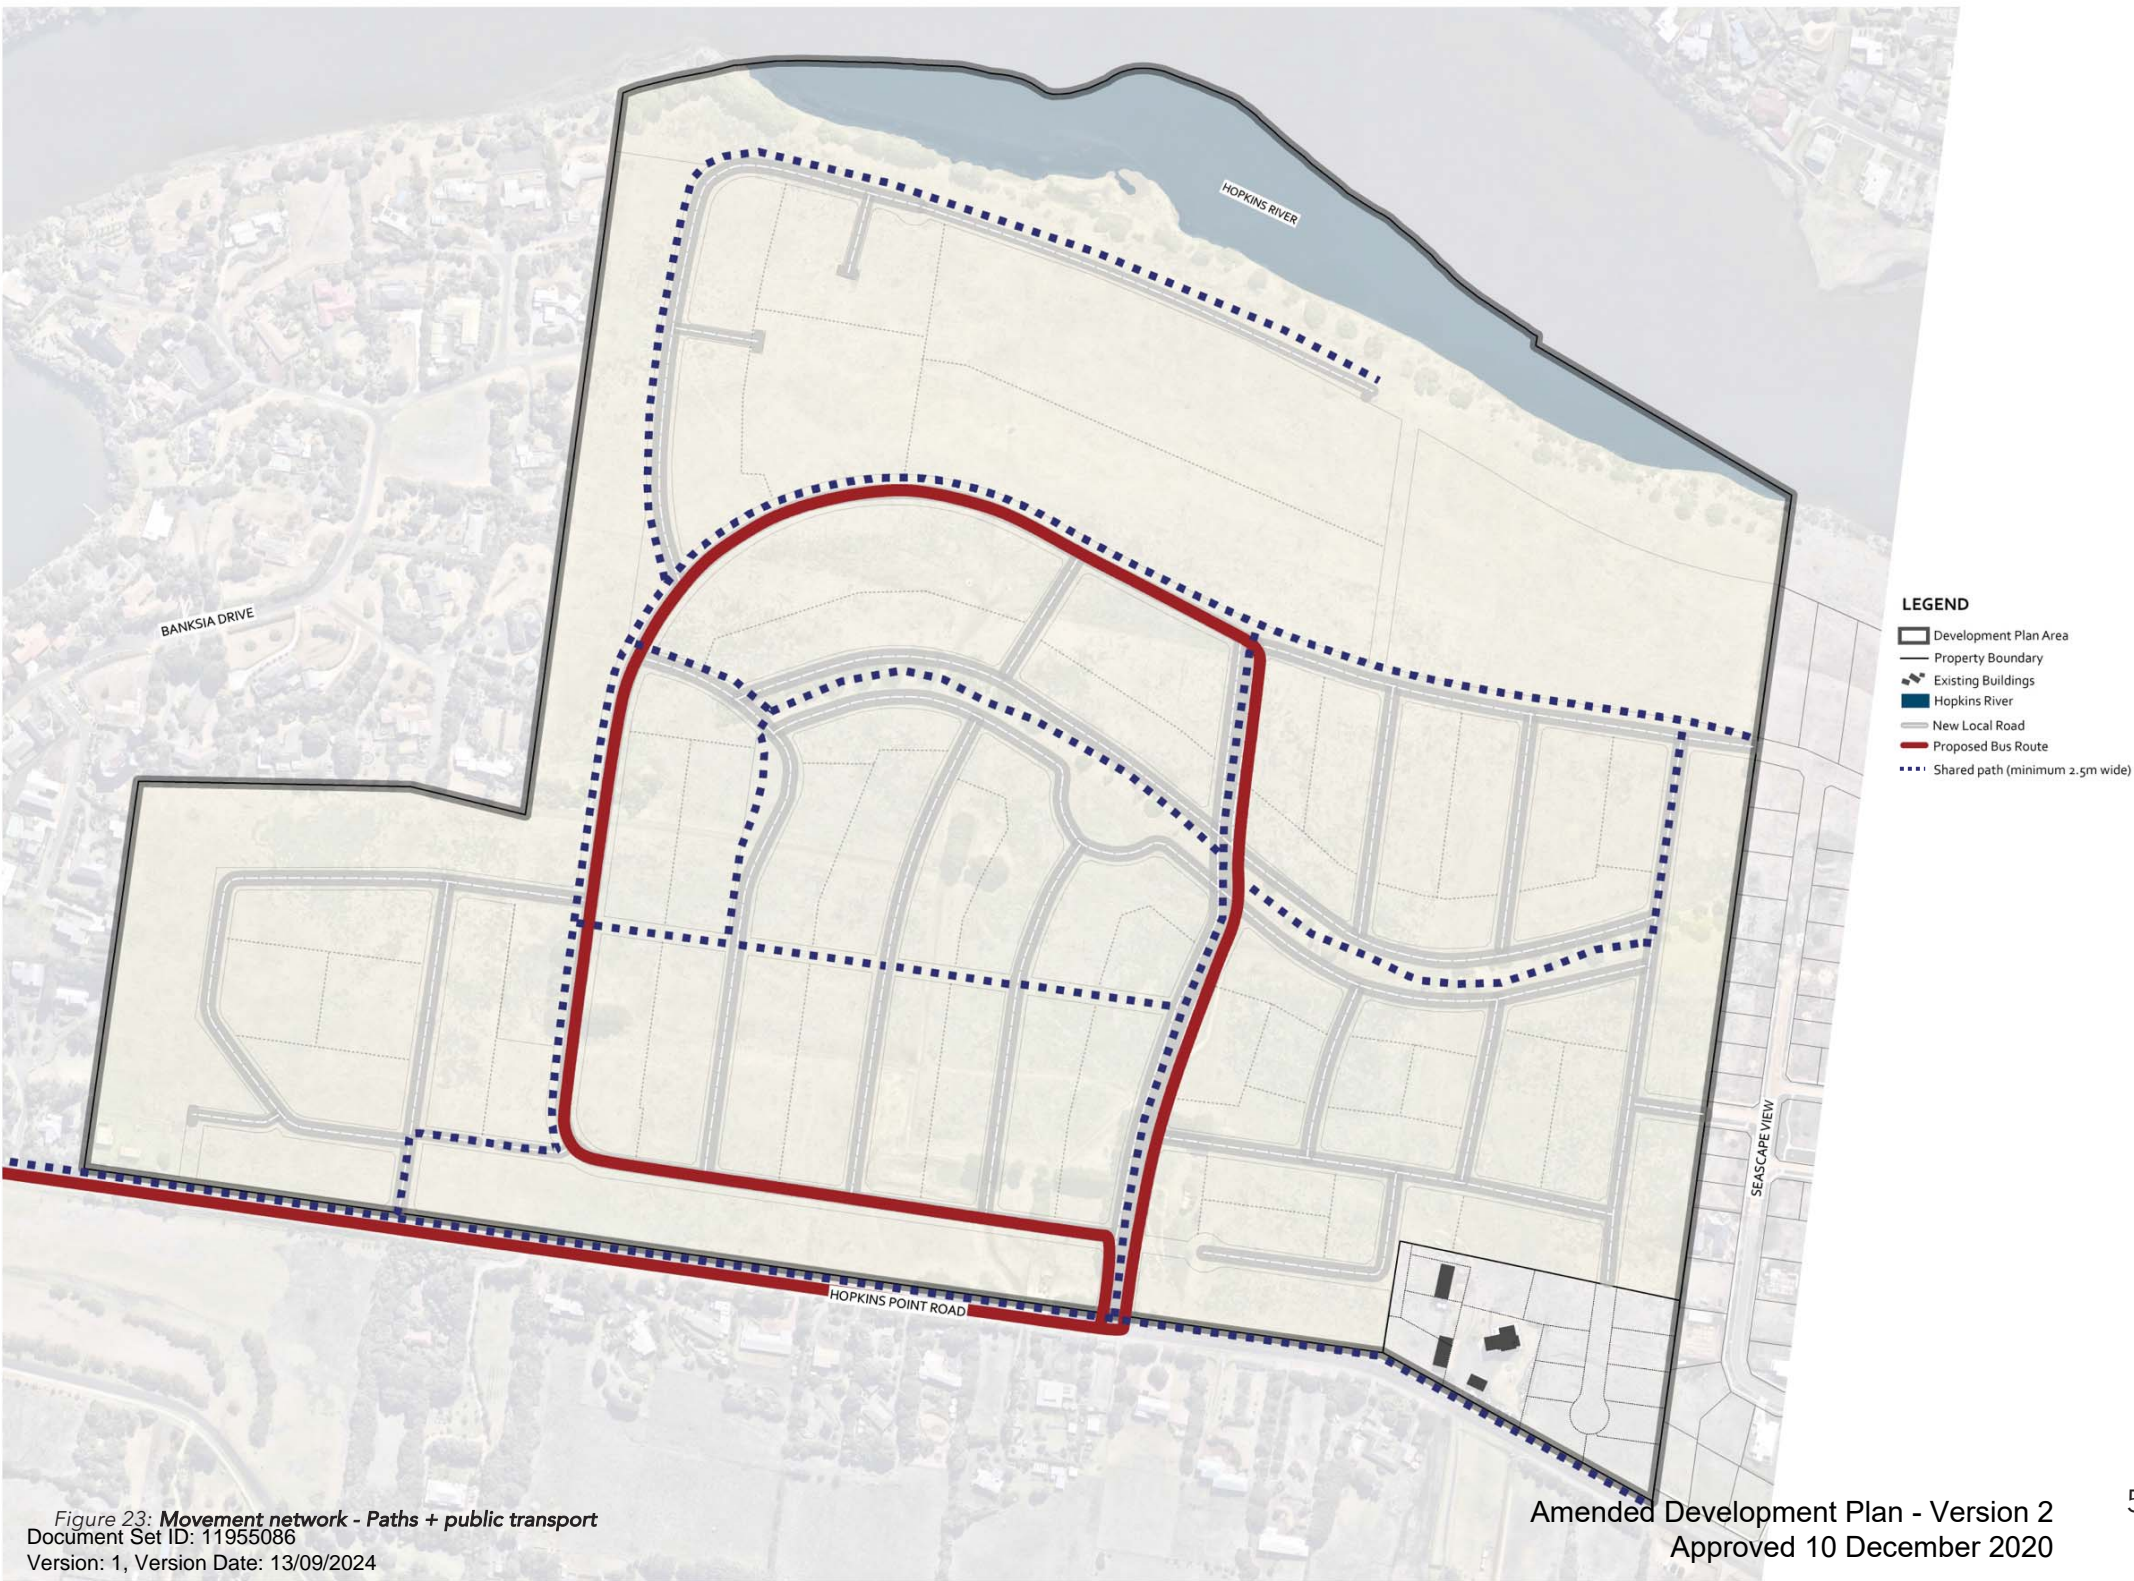 HOPKINS RIVER
BANKSIA DRIVE
LEGEND
Development Plan Area
Property Boundary
Existing Buildings
Hopkins River
New Local Road
Proposed Bus Route
Shared path (minimum 2.5m wide)
SEASCAPE VIEW
HOPKINS POINT ROAD
Figure 23: Movement network - Paths + public transport
Document Set ID: 11955086
Version: 1, Version Date: 13/09/2024
Amended Development Plan - Version 2
Approved 10 December 2020